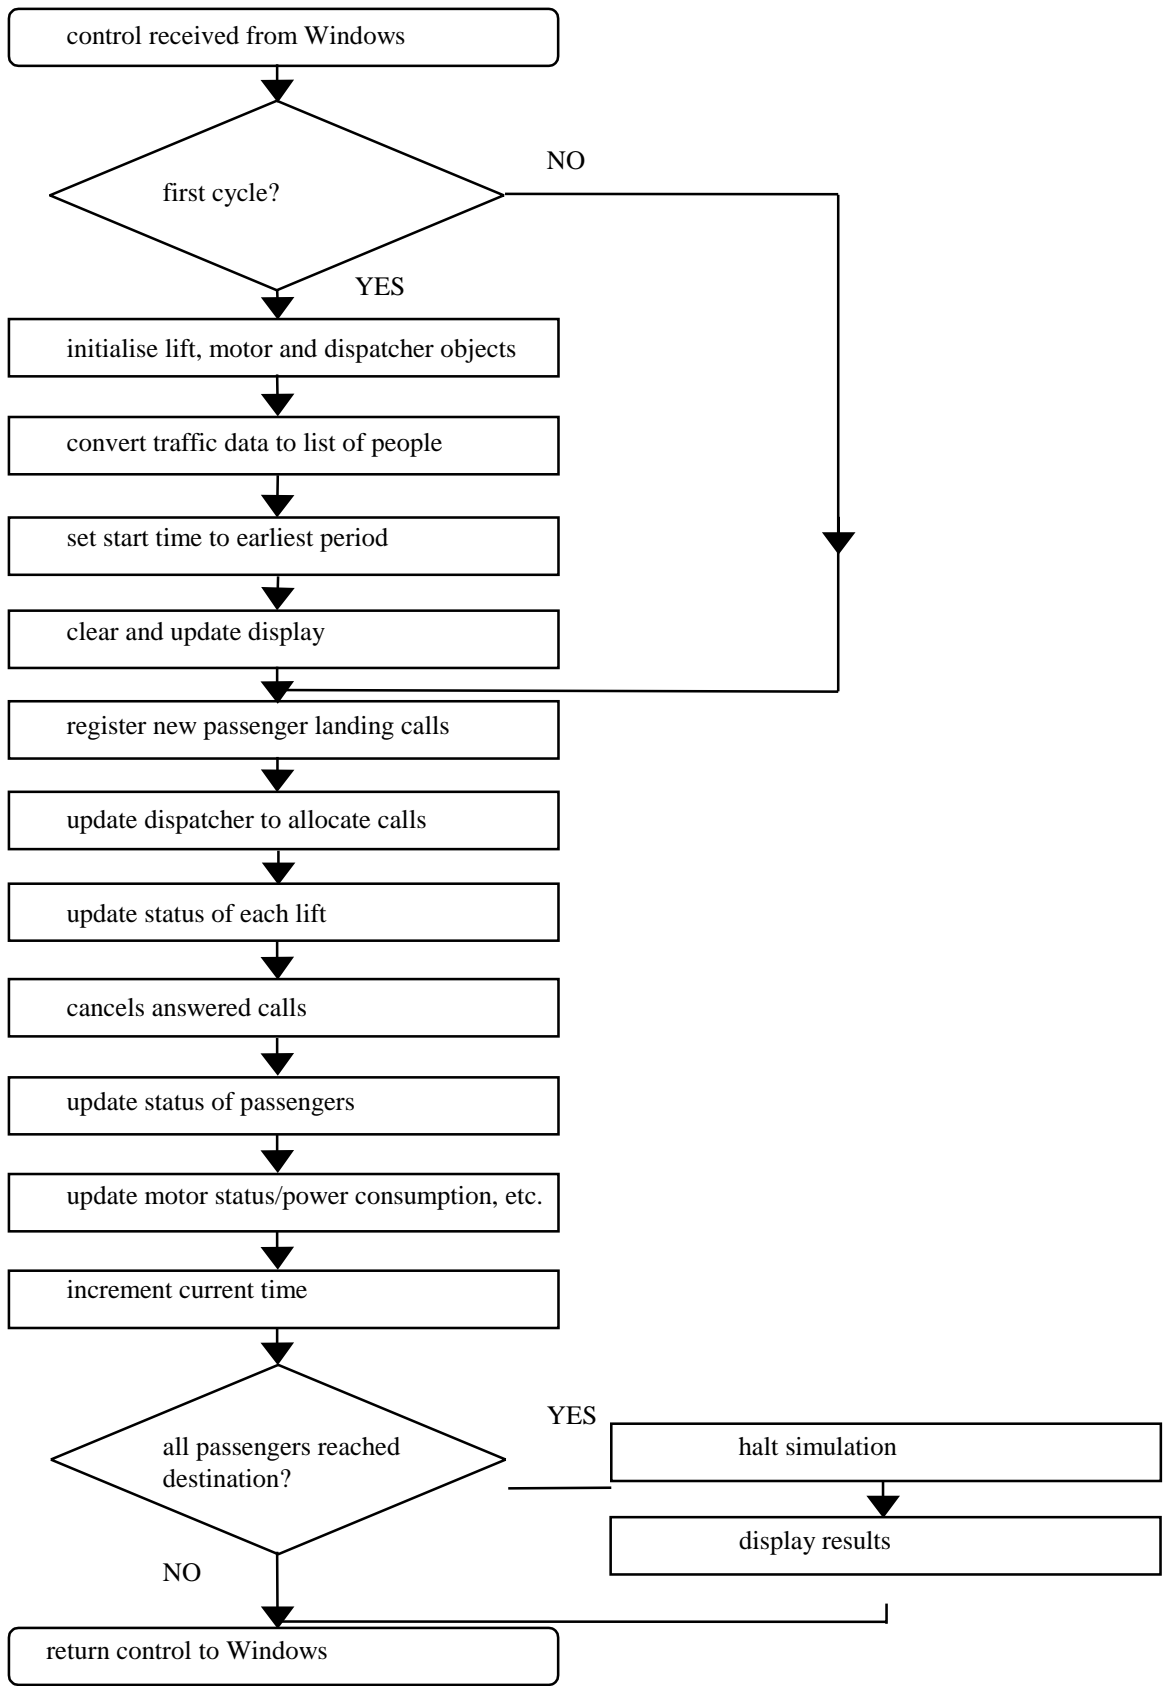 control received from Windows
NO
first cycle?
YES
initialise lift, motor and dispatcher objects
convert traffic data to list of people
set start time to earliest period
clear and update display
register new passenger landing calls
update dispatcher to allocate calls
update status of each lift
cancels answered calls
update status of passengers
update motor status/power consumption, etc.
increment current time
YES
all passengers reached
destination?
halt simulation
display results
NO
return control to Windows